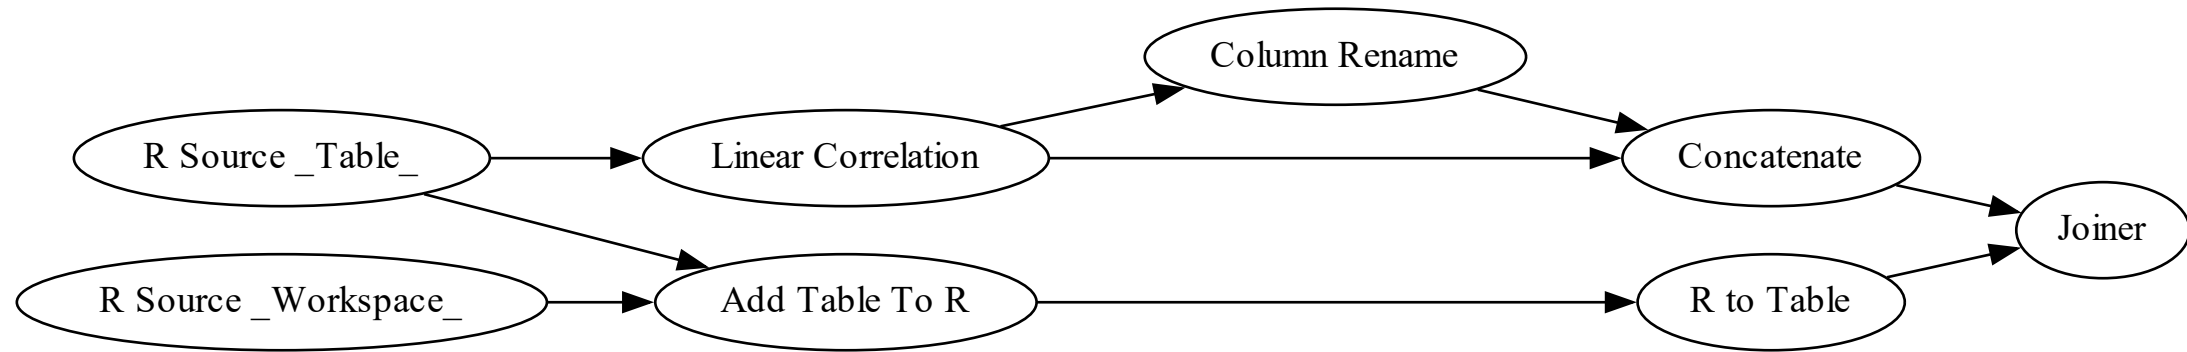 Column Rename
R Source _Table_
Linear Correlation
Concatenate
Joiner
R Source _Workspace_
Add Table To R
R to Table